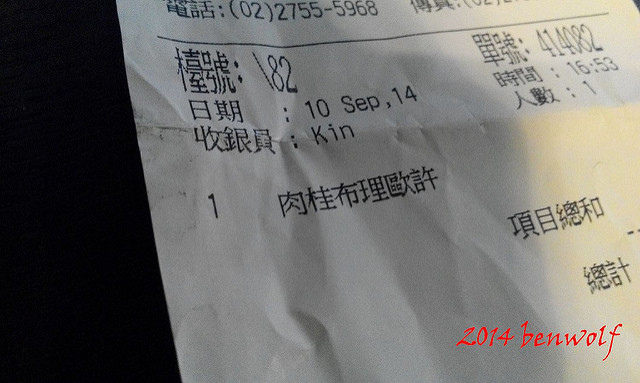 電話:(02)2755-5968 傳真:(02)2
檯號: \82 單號: 414082
日期 : 10 Sep,14 時間 : 16:53
收銀員 : Kin 人數 : 1
1 肉桂布理歐許
項目總和
總計
2014 benwolf